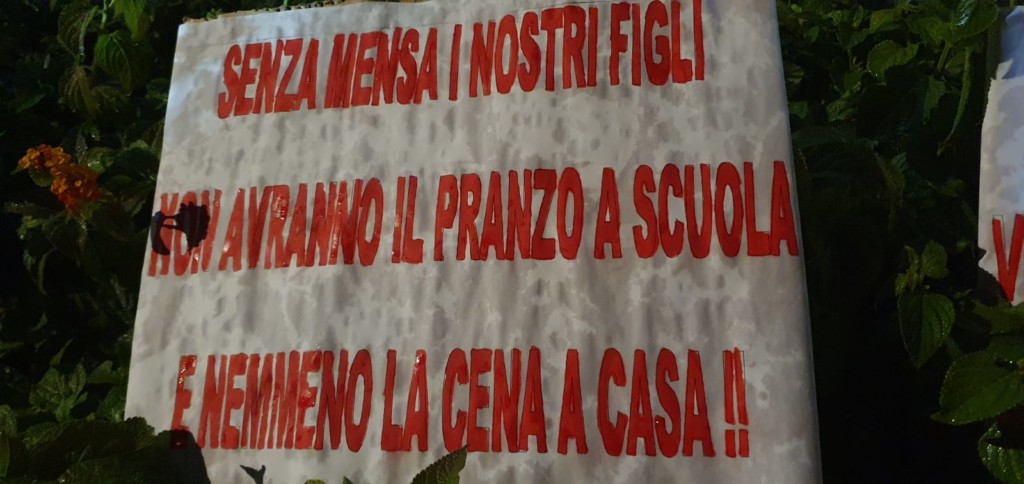 SENZA MENSA I NOSTRI FIGLI
NON AVRANNO IL PRANZO A SCUOLA
E NEMMENO LA CENA A CASA !!
V